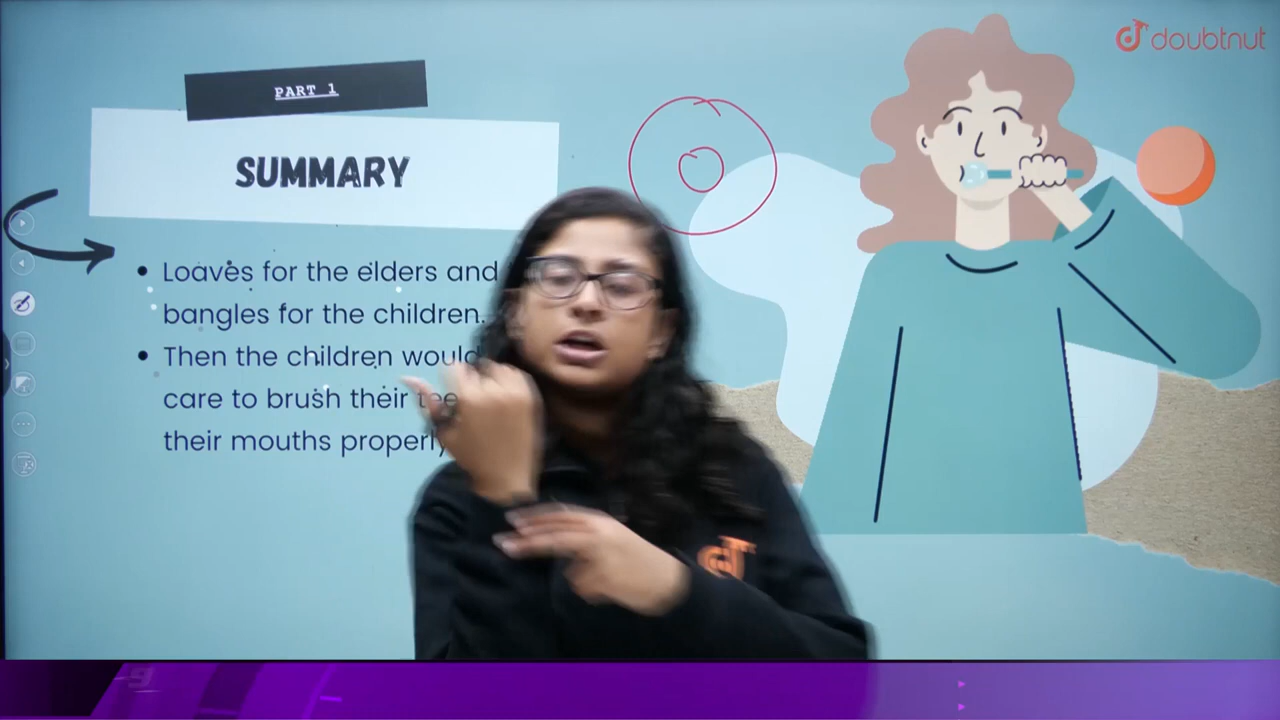 doubtnut
PART 1
SUMMARY
Loaves for the elders and
bangles for the children.
Then the children would
care to brush their
their mouths properly